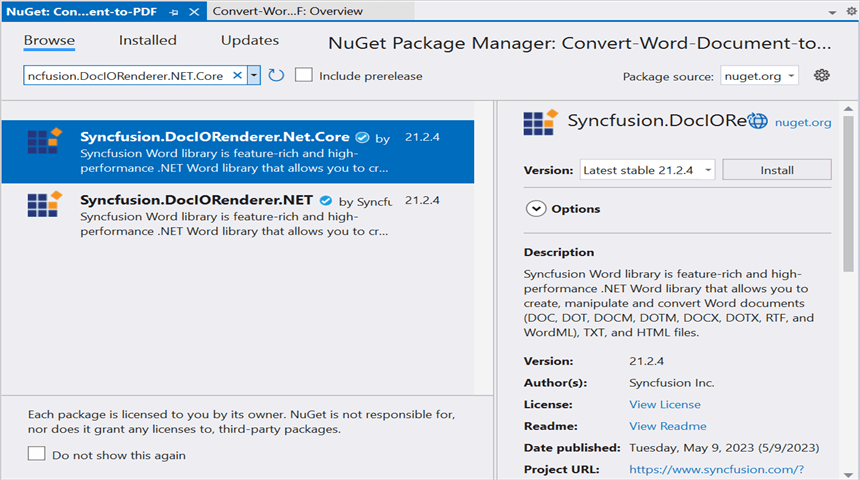 NuGet: Con...ent-to-PDF
Convert-Wor...F: Overview
Browse
Installed
Updates
NuGet Package Manager: Convert-Word-Document-to...
ncfusion.DocIORenderer.NET.Core
Include prerelease
Package source:
nuget.org
Syncfusion.DocIORenderer.Net.Core
by
21.2.4
Syncfusion Word library is feature-rich and high-
performance .NET Word library that allows you to cr...
Syncfusion.DocIORenderer.NET
by Syncfu
21.2.4
Syncfusion Word library is feature-rich and high-
performance .NET Word library that allows you to cr...
Each package is licensed to you by its owner. NuGet is not responsible for,
nor does it grant any licenses to, third-party packages.
Do not show this again
Syncfusion.DocIORe
nuget.org
Version:
Latest stable 21.2.4
Install
Options
Description
Syncfusion Word library is feature-rich and high-
performance .NET Word library that allows you to
create, manipulate and convert Word documents
(DOC, DOT, DOCM, DOTM, DOCX, DOTX, RTF, and
WordML), TXT, and HTML files.
Version: 21.2.4
Author(s): Syncfusion Inc.
License: View License
Readme: View Readme
Date published: Tuesday, May 9, 2023 (5/9/2023)
Project URL: https://www.syncfusion.com/?